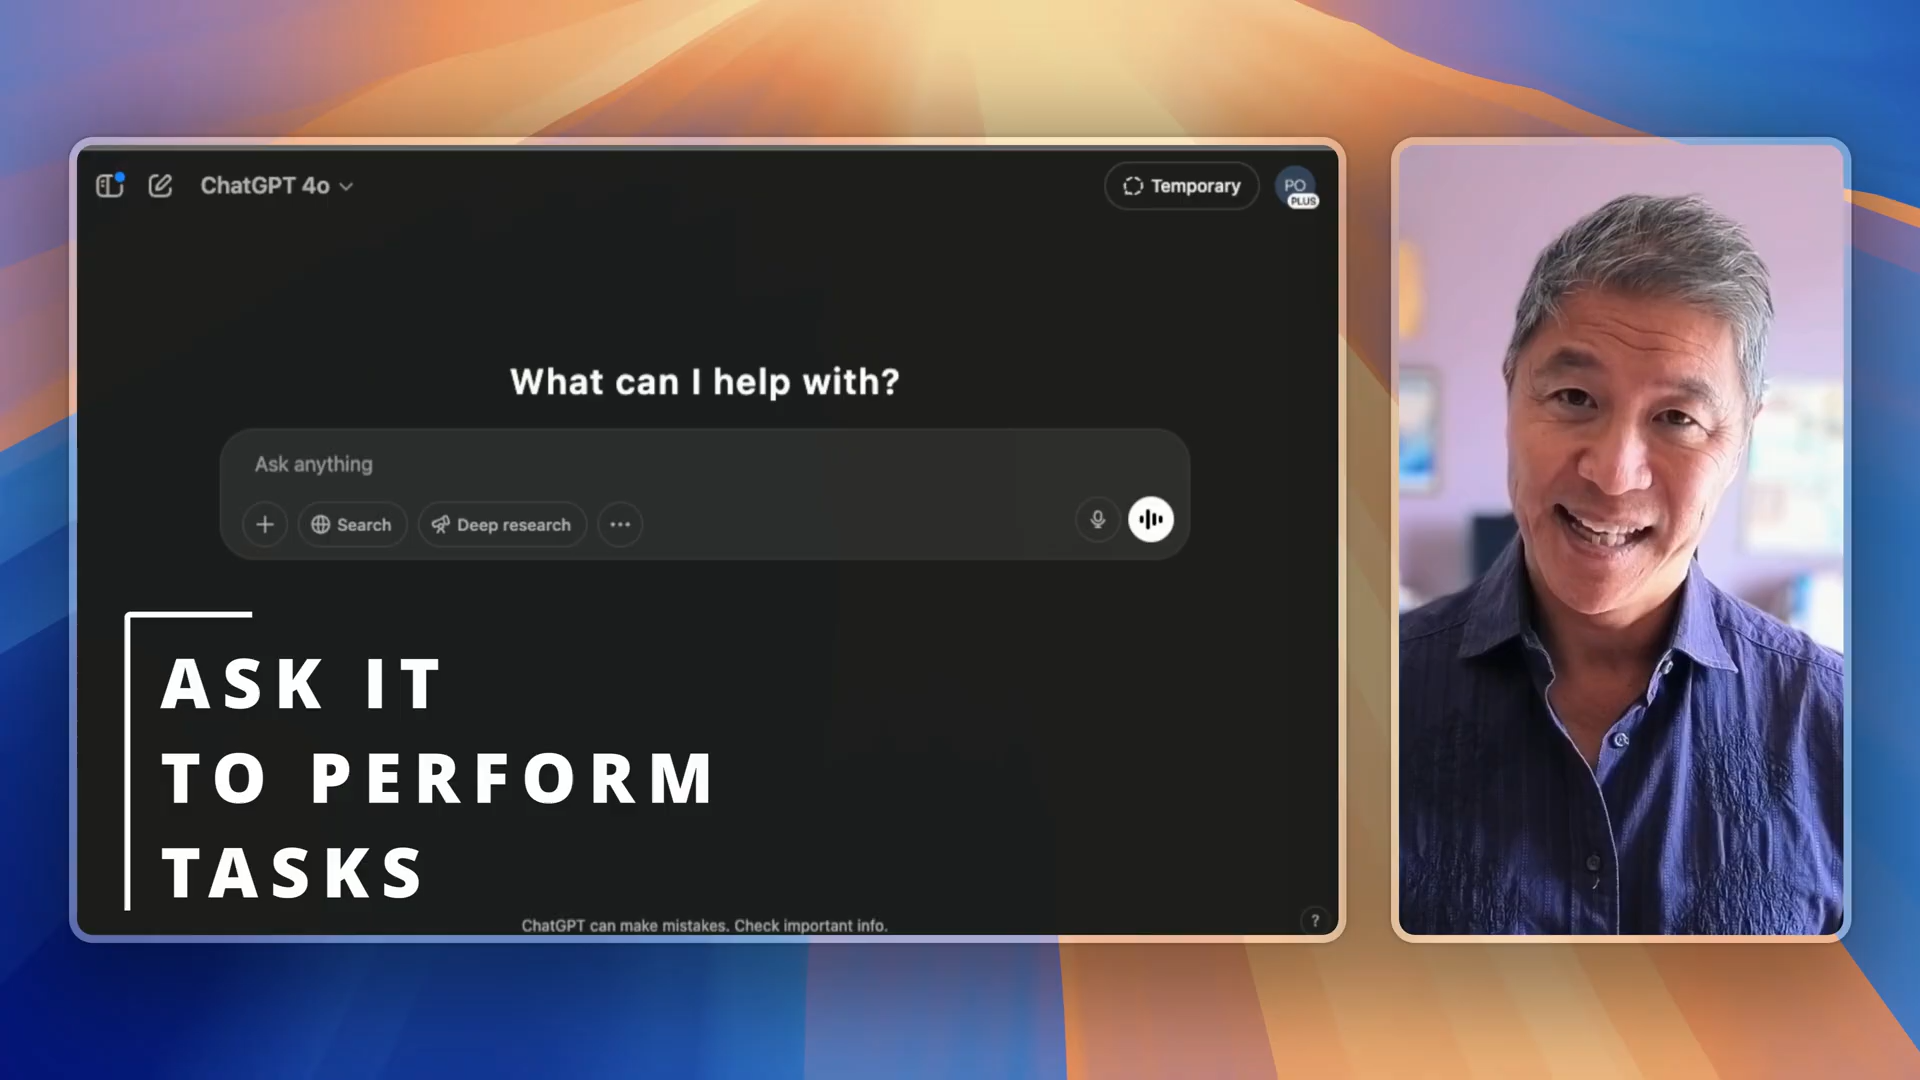 ChatGPT 4o
Temporary
PO
PLUS
What can I help with?
Ask anything
Search
Deep research
ASK IT
TO PERFORM
TASKS
ChatGPT can make mistakes. Check important info.
?